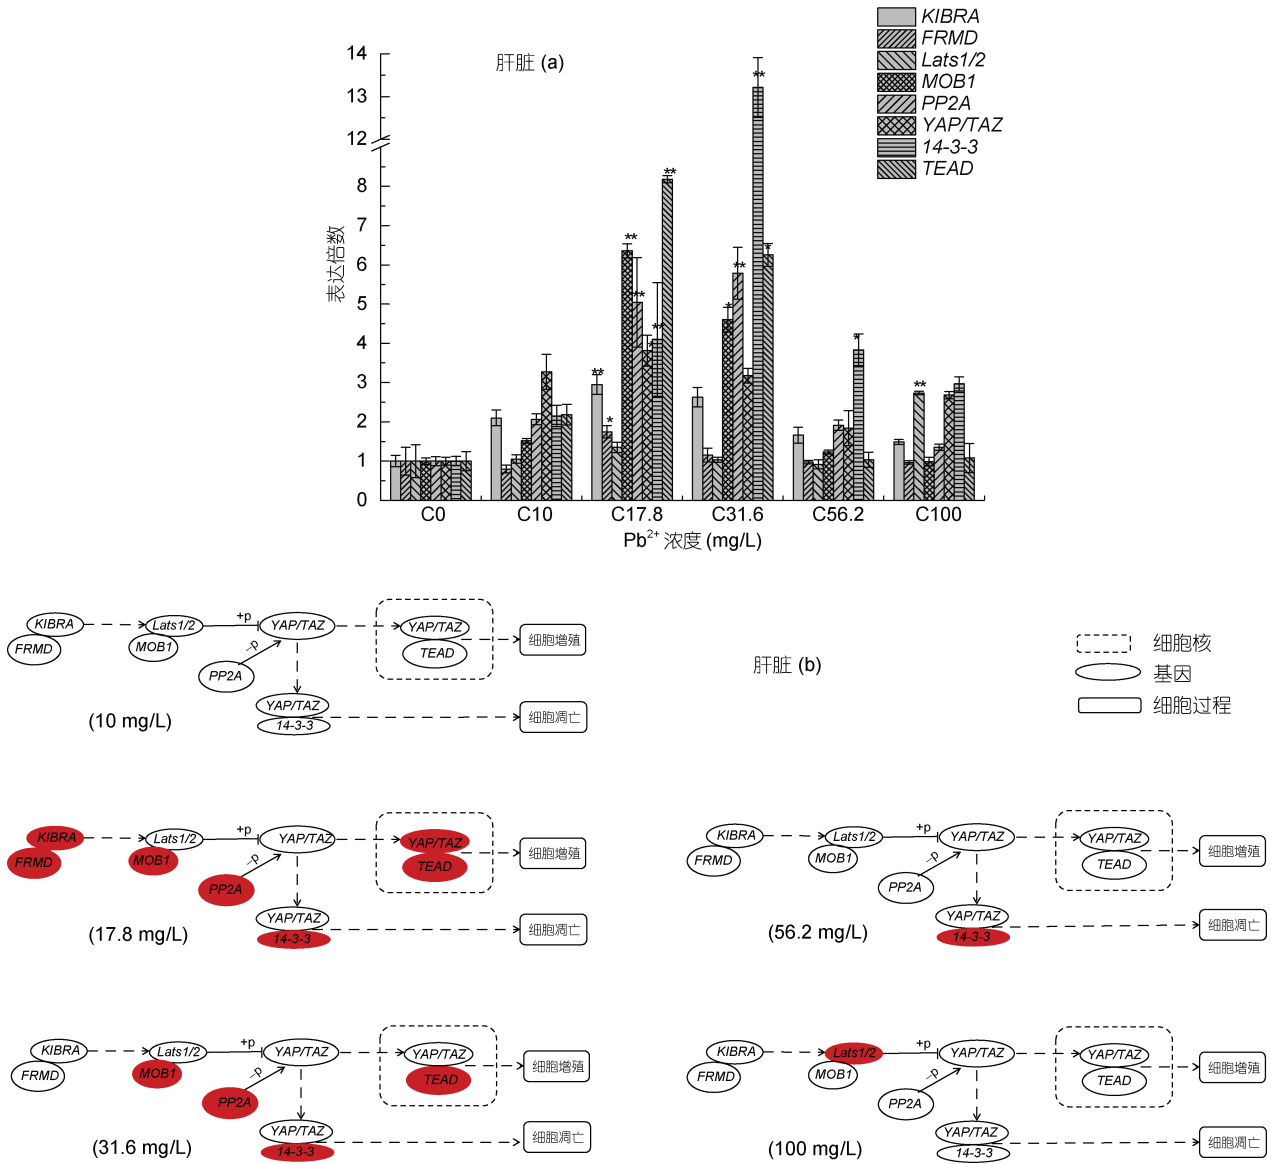 肝脏 (a)
KIBRA
FRMD
Lats1/2
MOB1
PP2A
YAP/TAZ
14-3-3
TEAD
表达倍数
14
13
12
8
7
6
5
4
3
2
1
0
** * ** ** * ** **
* ** ** *
*
**
C0 C10 C17.8 C31.6 C56.2 C100
Pb2+ 浓度 (mg/L)
肝脏 (b)
细胞核
基因
细胞过程
KIBRA Lats1/2 +p YAP/TAZ YAP/TAZ 细胞增殖
FRMD MOB1 –p TEAD
PP2A
YAP/TAZ
14-3-3 细胞凋亡
(10 mg/L)
KIBRA Lats1/2 +p YAP/TAZ YAP/TAZ 细胞增殖
FRMD MOB1 –p TEAD
PP2A
YAP/TAZ
14-3-3 细胞凋亡
(17.8 mg/L)
KIBRA Lats1/2 +p YAP/TAZ YAP/TAZ 细胞增殖
FRMD MOB1 –p TEAD
PP2A
YAP/TAZ
14-3-3 细胞凋亡
(56.2 mg/L)
KIBRA Lats1/2 +p YAP/TAZ YAP/TAZ 细胞增殖
FRMD MOB1 –p TEAD
PP2A
YAP/TAZ
14-3-3 细胞凋亡
(31.6 mg/L)
KIBRA Lats1/2 +p YAP/TAZ YAP/TAZ 细胞增殖
FRMD MOB1 –p TEAD
PP2A
YAP/TAZ
14-3-3 细胞凋亡
(100 mg/L)